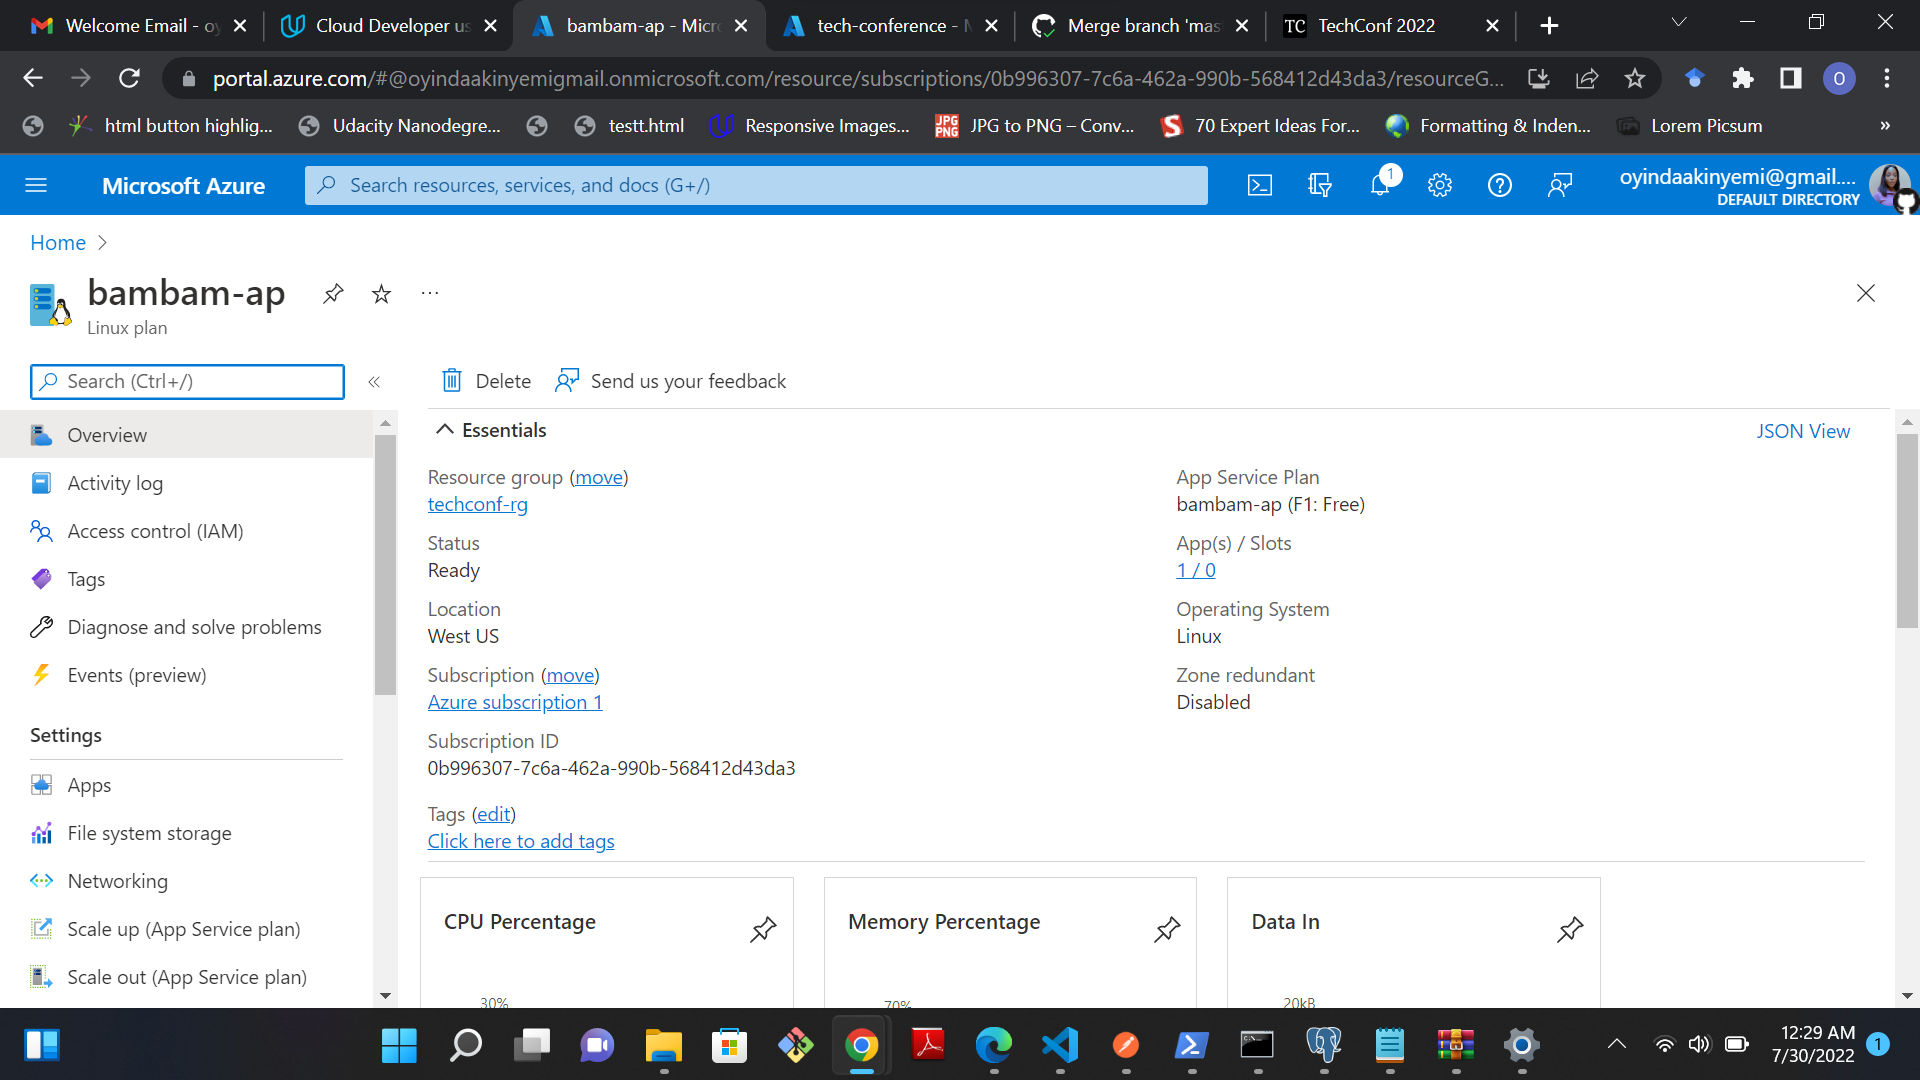 Welcome Email - oy
Cloud Developer us
bambam-ap - Micro
tech-conference - M
Merge branch 'mas
TC TechConf 2022
portal.azure.com/#@oyindaakinyemigmail.onmicrosoft.com/resource/subscriptions/0b996307-7c6a-462a-990b-568412d43da3/resourceG...
O
html button highlig...
Udacity Nanodegre...
testt.html
Responsive Images...
JPG PNG
JPG to PNG – Conv...
70 Expert Ideas For...
Formatting & Inden...
Lorem Picsum
»
Microsoft Azure
Search resources, services, and docs (G+/)
1
oyindaakinyemi@gmail....
DEFAULT DIRECTORY
Home
bambam-ap
...
Linux plan
Search (Ctrl+/)
«
Delete
Send us your feedback
Overview
Activity log
Access control (IAM)
Tags
Diagnose and solve problems
Events (preview)
Settings
Apps
File system storage
Networking
Scale up (App Service plan)
Scale out (App Service plan)
Essentials
JSON View
Resource group (move)
techconf-rg
Status
Ready
Location
West US
Subscription (move)
Azure subscription 1
Subscription ID
0b996307-7c6a-462a-990b-568412d43da3
Tags (edit)
Click here to add tags
App Service Plan
bambam-ap (F1: Free)
App(s) / Slots
1 / 0
Operating System
Linux
Zone redundant
Disabled
CPU Percentage
30%
Memory Percentage
70%
Data In
20kB
12:29 AM
7/30/2022
1